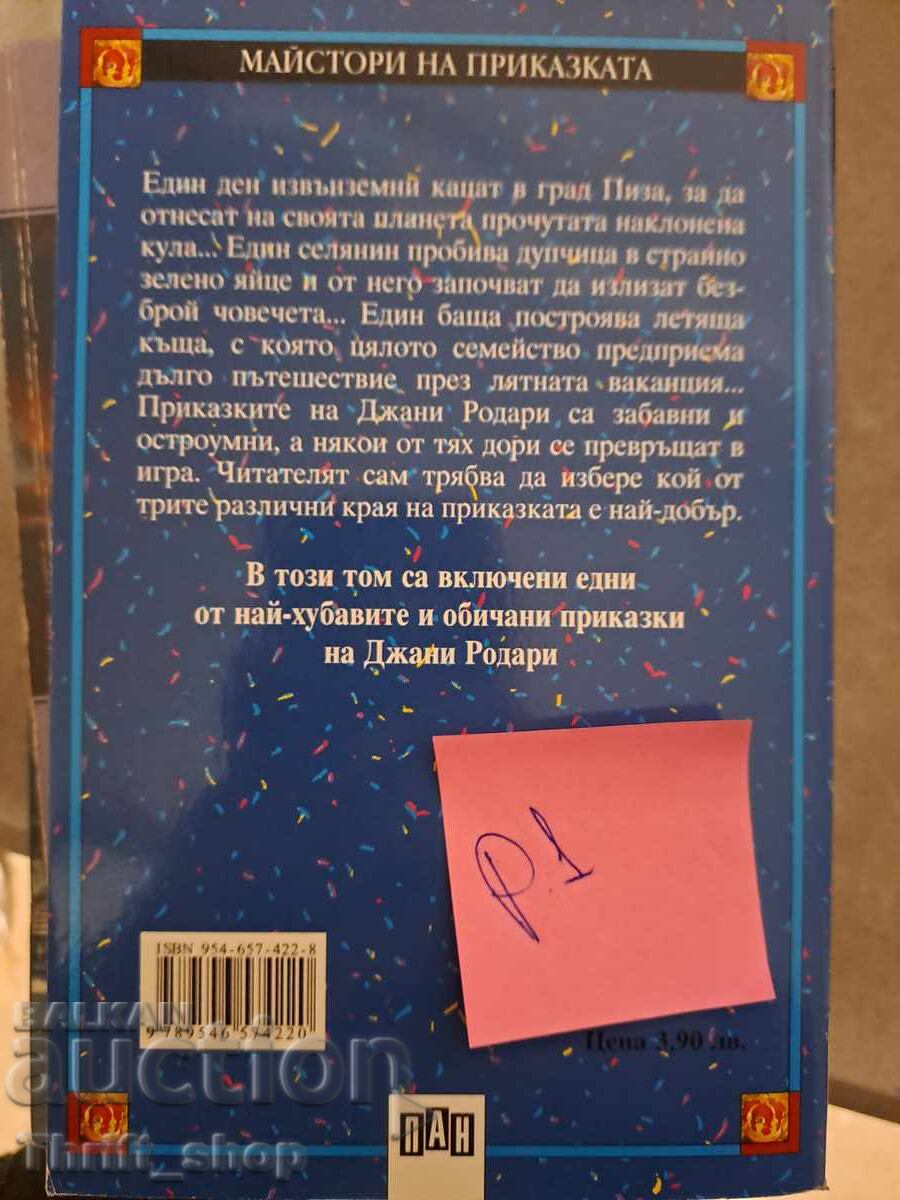 МАЙСТОРИ НА ПРИКАЗКАТА
Един ден извънземни кацат в град Пиза, за да
отнесат на своята планета прочутата наклонена
кула... Един селянин пробива дупчица в странно
зелено яйце и от него започват да излизат без-
брой човечета... Един баща построява летяща
къща, с която цялото семейство предприема
дълго пътешествие през лятната ваканция...
Приказките на Джани Родари са забавни и
остроумни, а някои от тях дори се превръщат в
игра. Читателят сам трябва да избере кой от
трите различни края на приказката е най-добър.
В този том са включени едни
от най-хубавите и обичани приказки
на Джани Родари
р.1
ISBN 954-657-422-8
9 789546 574220
Цена 3,90 лв.
ПАН
BALKAN
auction
Thrift_shop